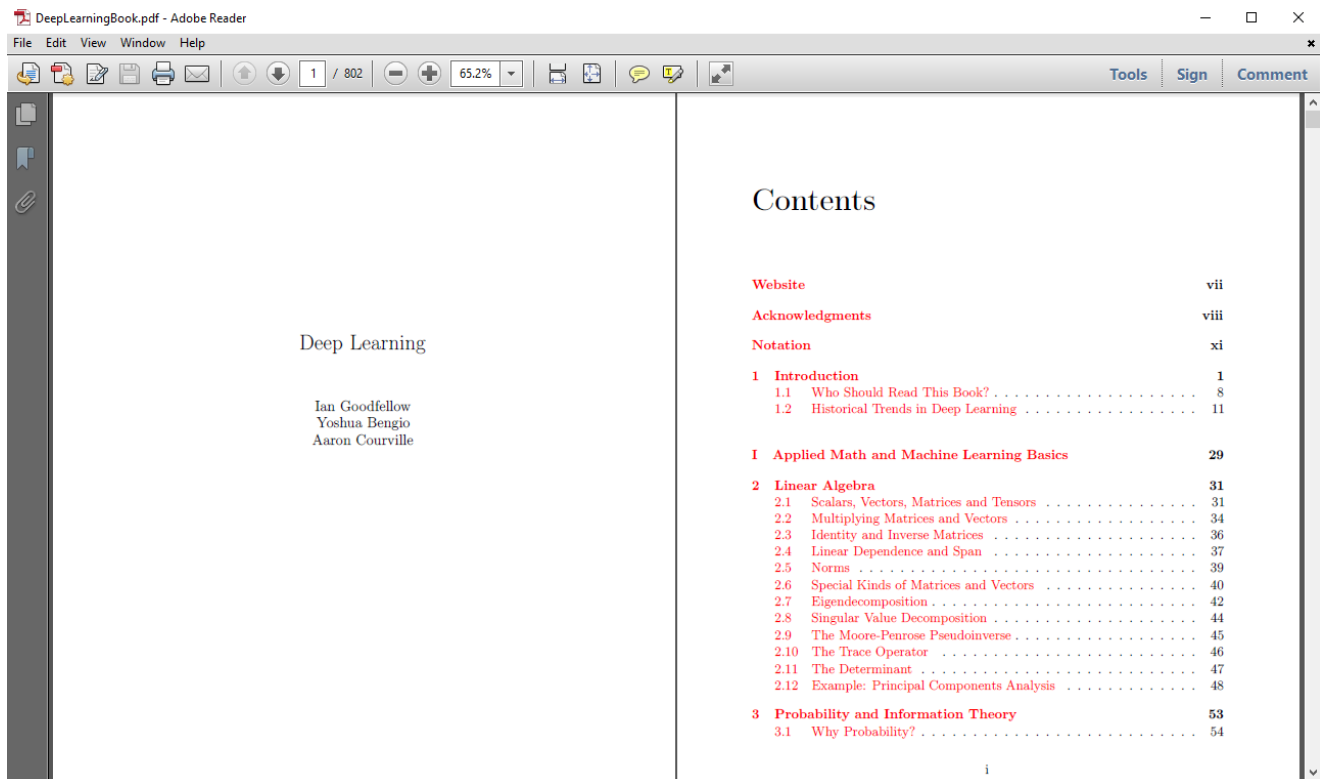 DeepLearningBook.pdf - Adobe Reader
File Edit View Window Help
1 / 802 65.2% Tools Sign Comment
Deep Learning
Ian Goodfellow
Yoshua Bengio
Aaron Courville
Contents
Website vii
Acknowledgments viii
Notation xi
1 Introduction 1
1.1 Who Should Read This Book? . . . . . . . . . . . . . . . . . . . . 8
1.2 Historical Trends in Deep Learning . . . . . . . . . . . . . . . . . 11
I Applied Math and Machine Learning Basics 29
2 Linear Algebra 31
2.1 Scalars, Vectors, Matrices and Tensors . . . . . . . . . . . . . . . 31
2.2 Multiplying Matrices and Vectors . . . . . . . . . . . . . . . . . . 34
2.3 Identity and Inverse Matrices . . . . . . . . . . . . . . . . . . . . 36
2.4 Linear Dependence and Span . . . . . . . . . . . . . . . . . . . . 37
2.5 Norms . . . . . . . . . . . . . . . . . . . . . . . . . . . . . . . . 39
2.6 Special Kinds of Matrices and Vectors . . . . . . . . . . . . . . . 40
2.7 Eigendecomposition . . . . . . . . . . . . . . . . . . . . . . . . . 42
2.8 Singular Value Decomposition . . . . . . . . . . . . . . . . . . . . 44
2.9 The Moore-Penrose Pseudoinverse . . . . . . . . . . . . . . . . . . 45
2.10 The Trace Operator . . . . . . . . . . . . . . . . . . . . . . . . 46
2.11 The Determinant . . . . . . . . . . . . . . . . . . . . . . . . . . 47
2.12 Example: Principal Components Analysis . . . . . . . . . . . . . 48
3 Probability and Information Theory 53
3.1 Why Probability? . . . . . . . . . . . . . . . . . . . . . . . . . . 54
i